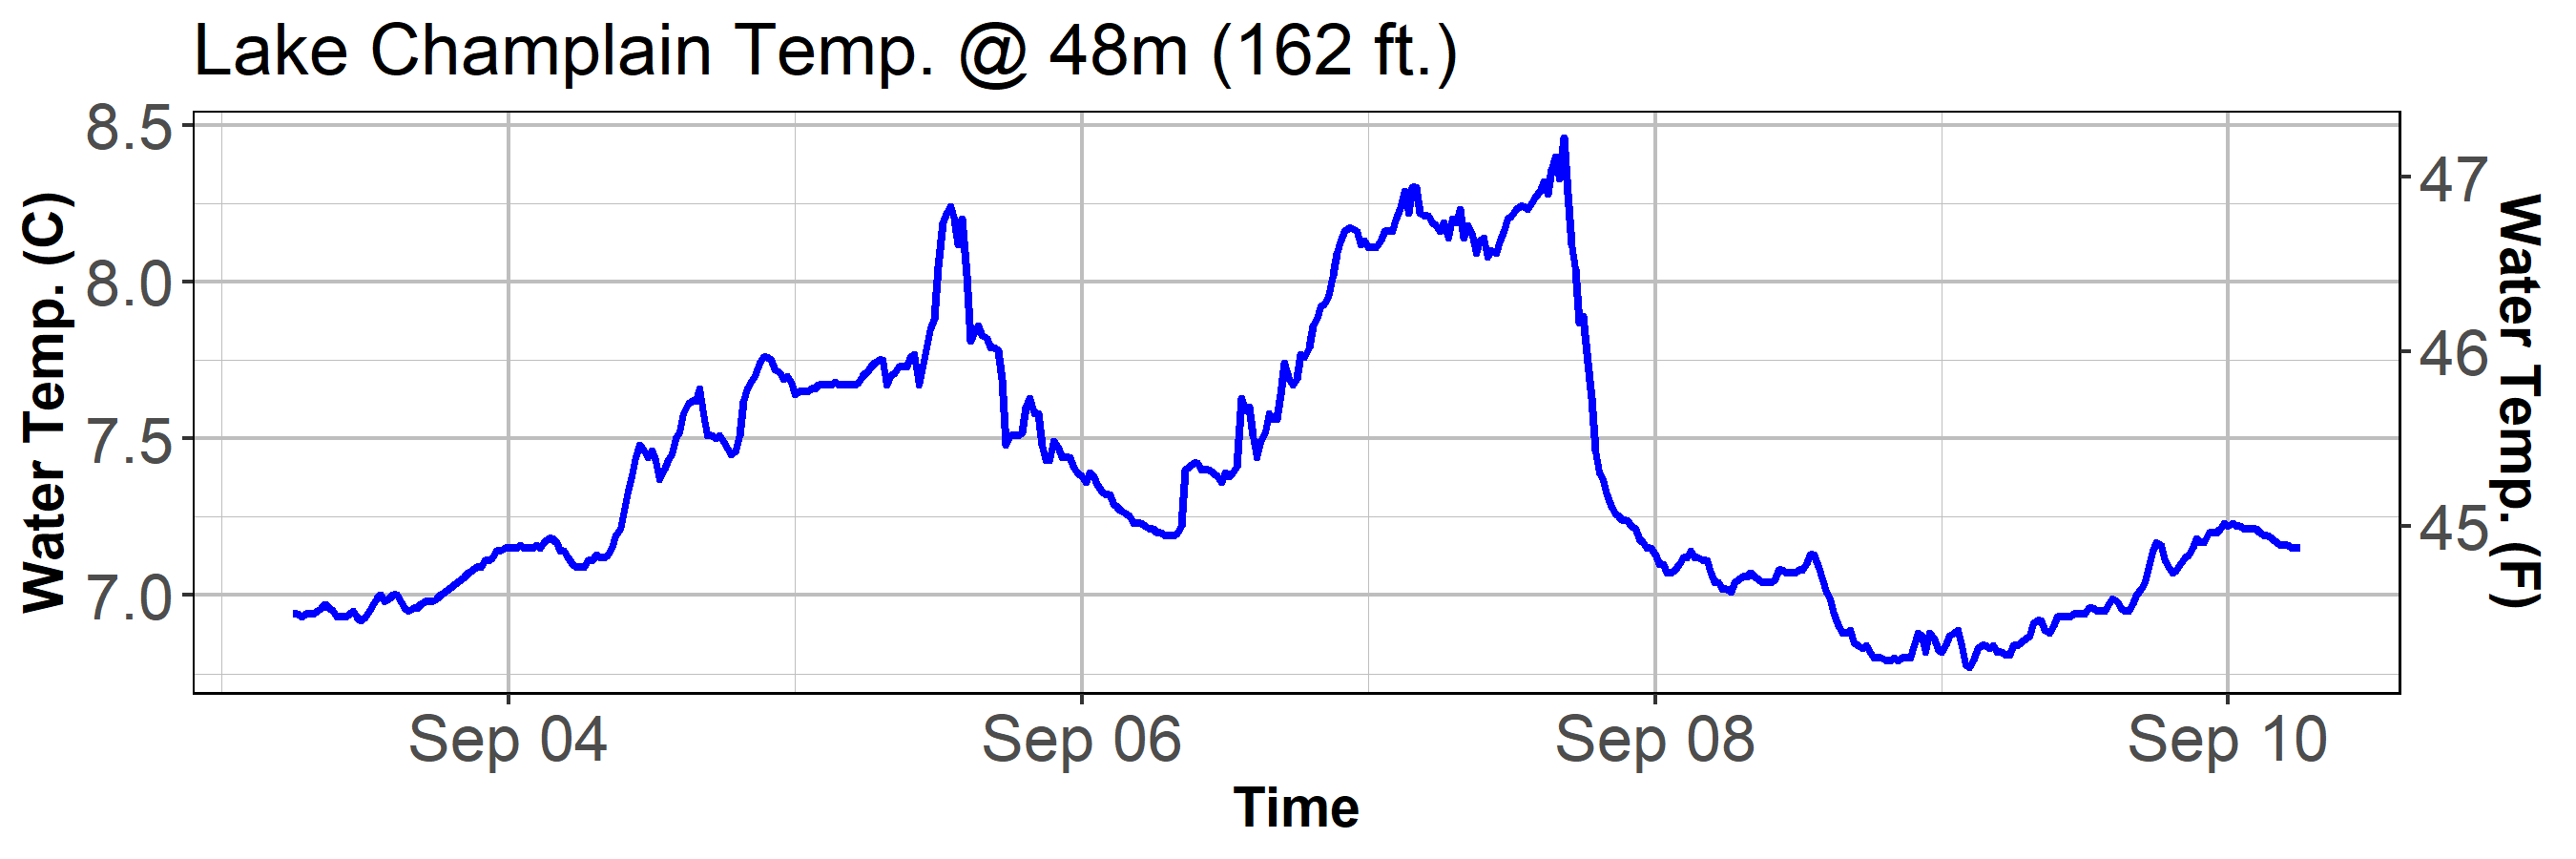 Lake Champlain Temp. @ 48m (162 ft.)
Water Temp. (C)
8.5
8.0
7.5
7.0
47
46
45
Water Temp. (F)
Sep 04 Sep 06 Sep 08 Sep 10
Time